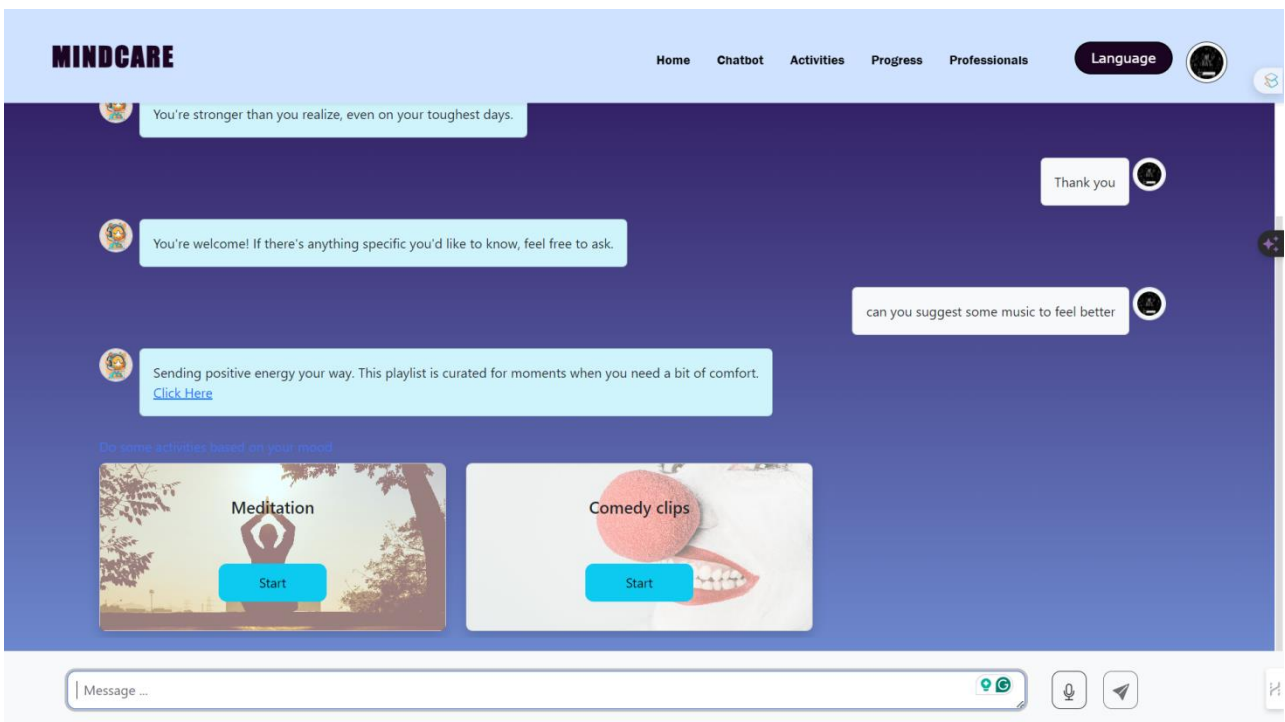 MINDCARE
Home Chatbot Activities Progress Professionals Language
You're stronger than you realize, even on your toughest days.
Thank you
You're welcome! If there's anything specific you'd like to know, feel free to ask.
can you suggest some music to feel better
Sending positive energy your way. This playlist is curated for moments when you need a bit of comfort.
Click Here
Do some activities based on your mood
Meditation
Start
Comedy clips
Start
Message ...